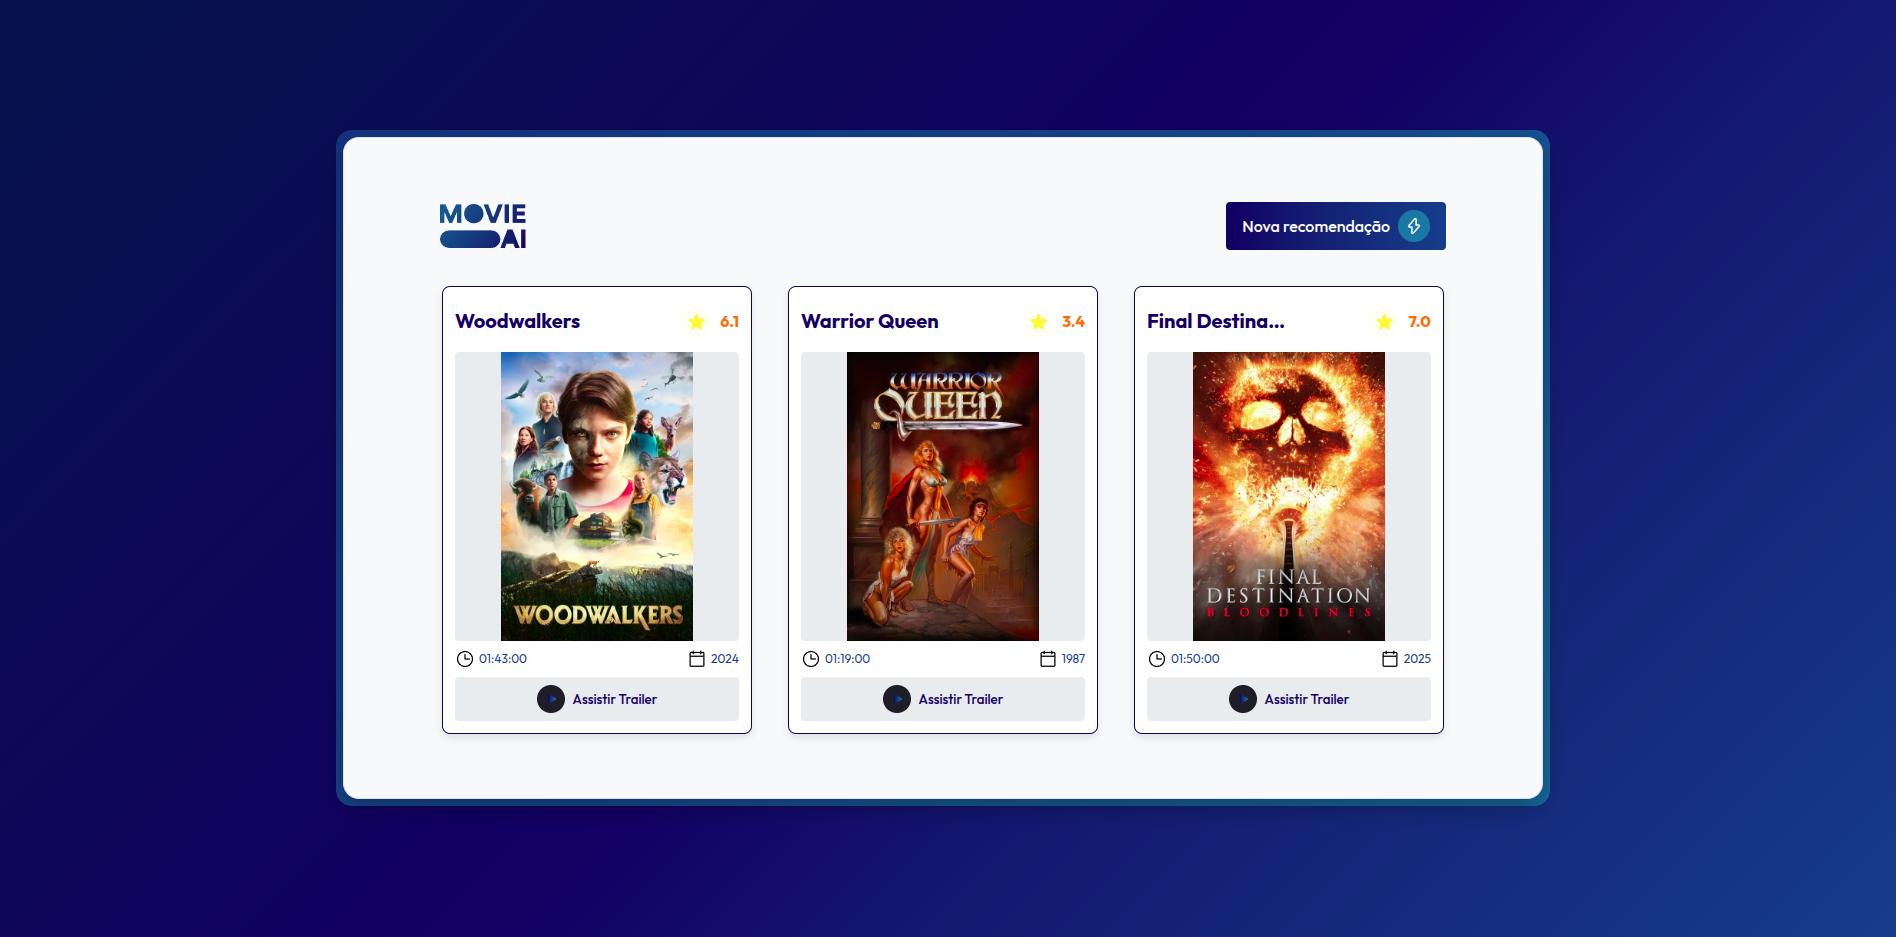 MOVIE
AI
Nova recomendação
Woodwalkers
6.1
WOODWALKERS
01:43:00
2024
Assistir Trailer
Warrior Queen
3.4
WARRIOR
QUEEN
01:19:00
1987
Assistir Trailer
Final Destina...
7.0
FINAL
DESTINATION
BLOODLINES
01:50:00
2025
Assistir Trailer